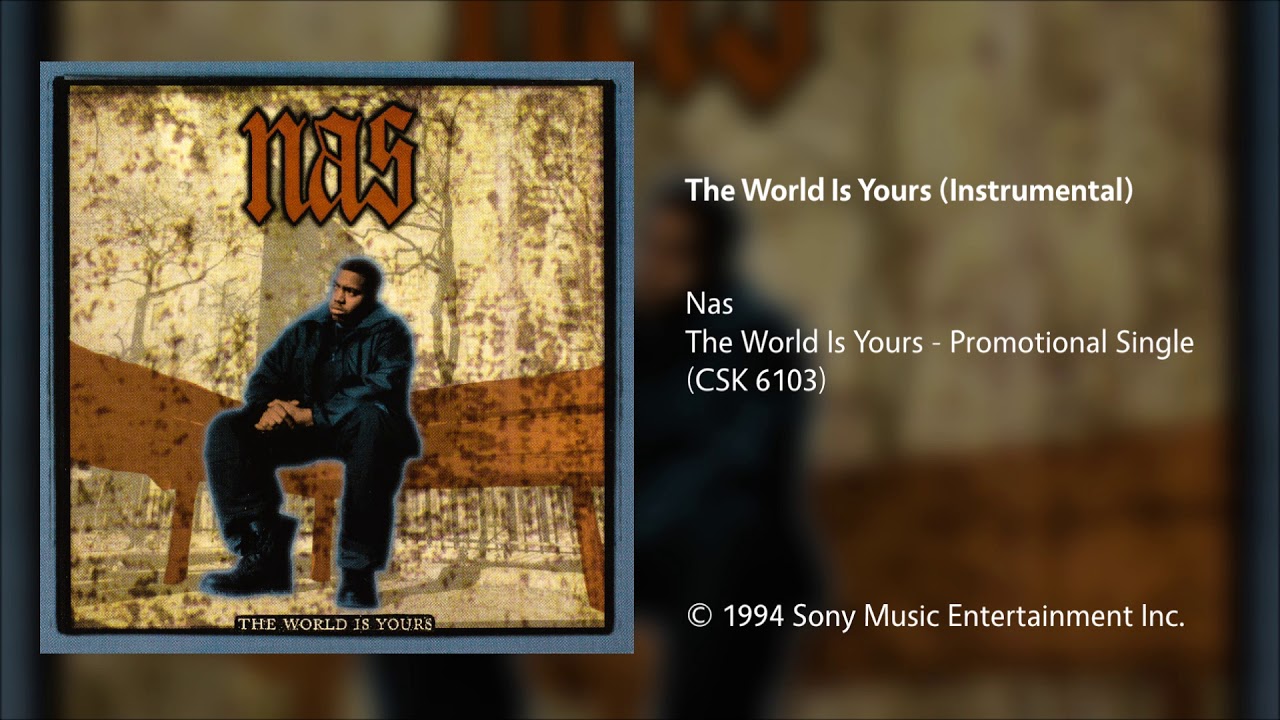 nas
THE WORLD IS YOURS
The World Is Yours (Instrumental)
Nas
The World Is Yours - Promotional Single
(CSK 6103)
© 1994 Sony Music Entertainment Inc.